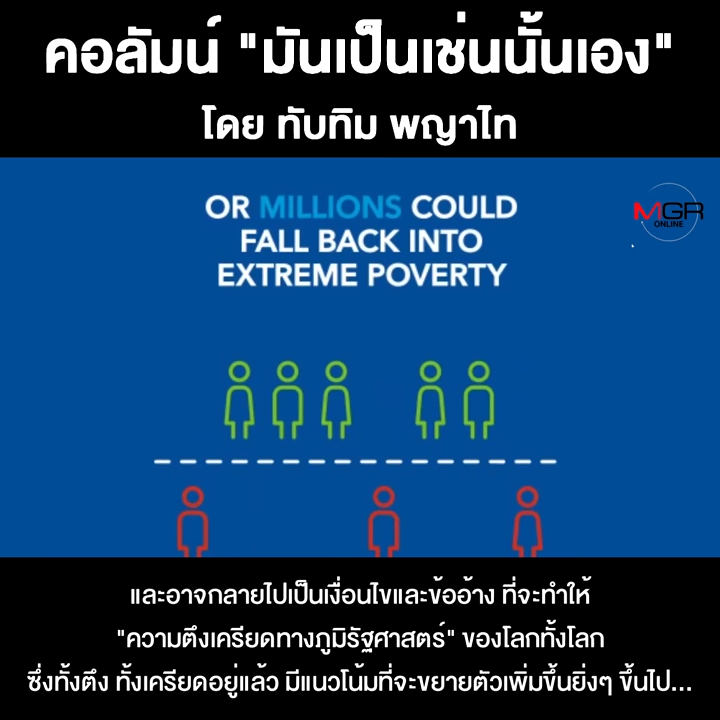 คอลัมน์ "มันเป็นเช่นนั้นเอง"
โดย ทับทิม พญาไท
OR MILLIONS COULD
FALL BACK INTO
EXTREME POVERTY
MGR
ONLINE
และอาจกลายไปเป็นเงื่อนไขและข้ออ้าง ที่จะทำให้
"ความตึงเครียดทางภูมิรัฐศาสตร์" ของโลกทั้งโลก
ซึ่งทั้งตึง ทั้งเครียดอยู่แล้ว มีแนวโน้มที่จะขยายตัวเพิ่มขึ้นยิ่งๆ ขึ้นไป...